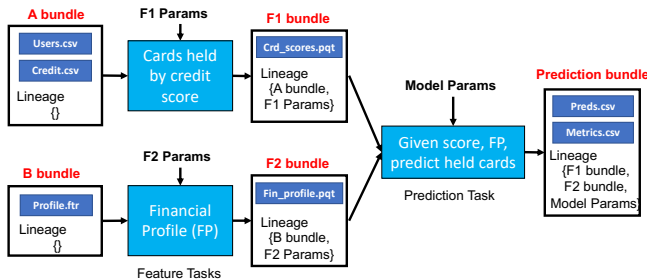 A bundle
Users.csv
Credit.csv
Lineage
{}
F1 Params
Cards held
by credit
score
F1 bundle
Crd_scores.pqt
Lineage
{A bundle,
F1 Params}
B bundle
Profile.ftr
Lineage
{}
F2 Params
Financial
Profile (FP)
Feature Tasks
F2 bundle
Fin_profile.pqt
Lineage
{B bundle,
F2 Params}
Model Params
Given score, FP,
predict held cards
Prediction Task
Prediction bundle
Preds.csv
Metrics.csv
Lineage
{F1 bundle,
F2 bundle,
Model Params}